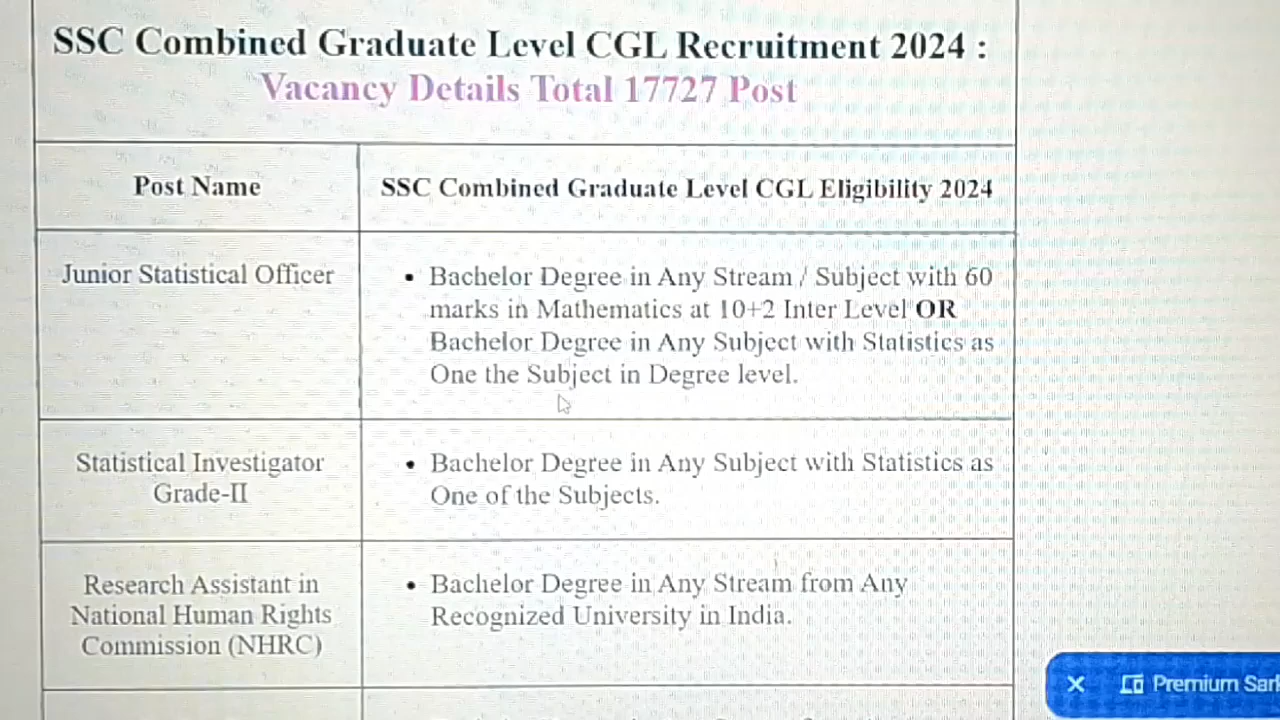 SSC Combined Graduate Level CGL Recruitment 2024 :
Vacancy Details Total 17727 Post
Post Name
SSC Combined Graduate Level CGL Eligibility 2024
Junior Statistical Officer
• Bachelor Degree in Any Stream / Subject with 60
marks in Mathematics at 10+2 Inter Level OR
Bachelor Degree in Any Subject with Statistics as
One the Subject in Degree level.
Statistical Investigator
Grade-II
• Bachelor Degree in Any Subject with Statistics as
One of the Subjects.
Research Assistant in
National Human Rights
Commission (NHRC)
• Bachelor Degree in Any Stream from Any
Recognized University in India.
Premium